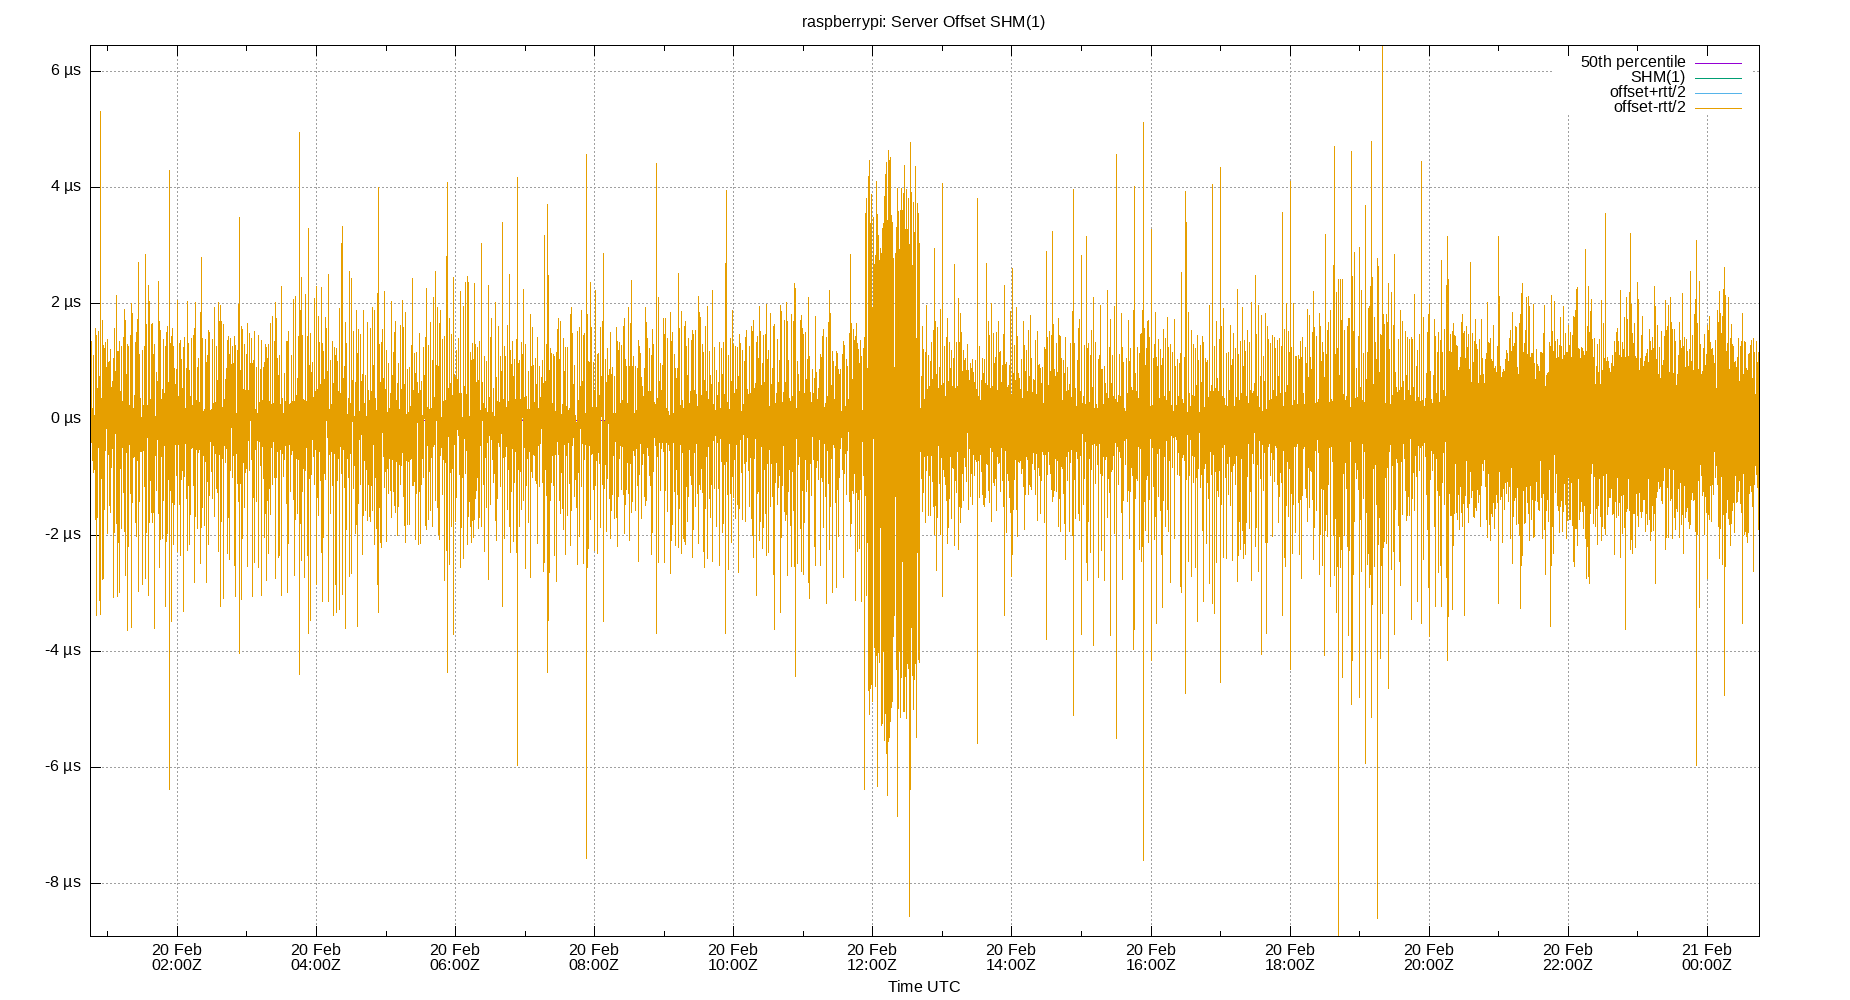 raspberrypi: Server Offset SHM(1)
50th percentile
SHM(1)
offset+rtt/2
offset-rtt/2
6 µs
4 µs
2 µs
0 µs
-2 µs
-4 µs
-6 µs
-8 µs
20 Feb 20 Feb 20 Feb 20 Feb 20 Feb 20 Feb 20 Feb 20 Feb 20 Feb 20 Feb 20 Feb 21 Feb
02:00Z 04:00Z 06:00Z 08:00Z 10:00Z 12:00Z 14:00Z 16:00Z 18:00Z 20:00Z 22:00Z 00:00Z
Time UTC